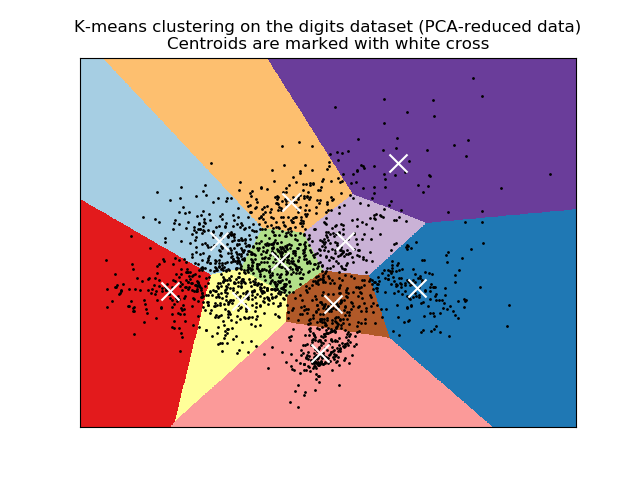 K-means clustering on the digits dataset (PCA-reduced data)
Centroids are marked with white cross